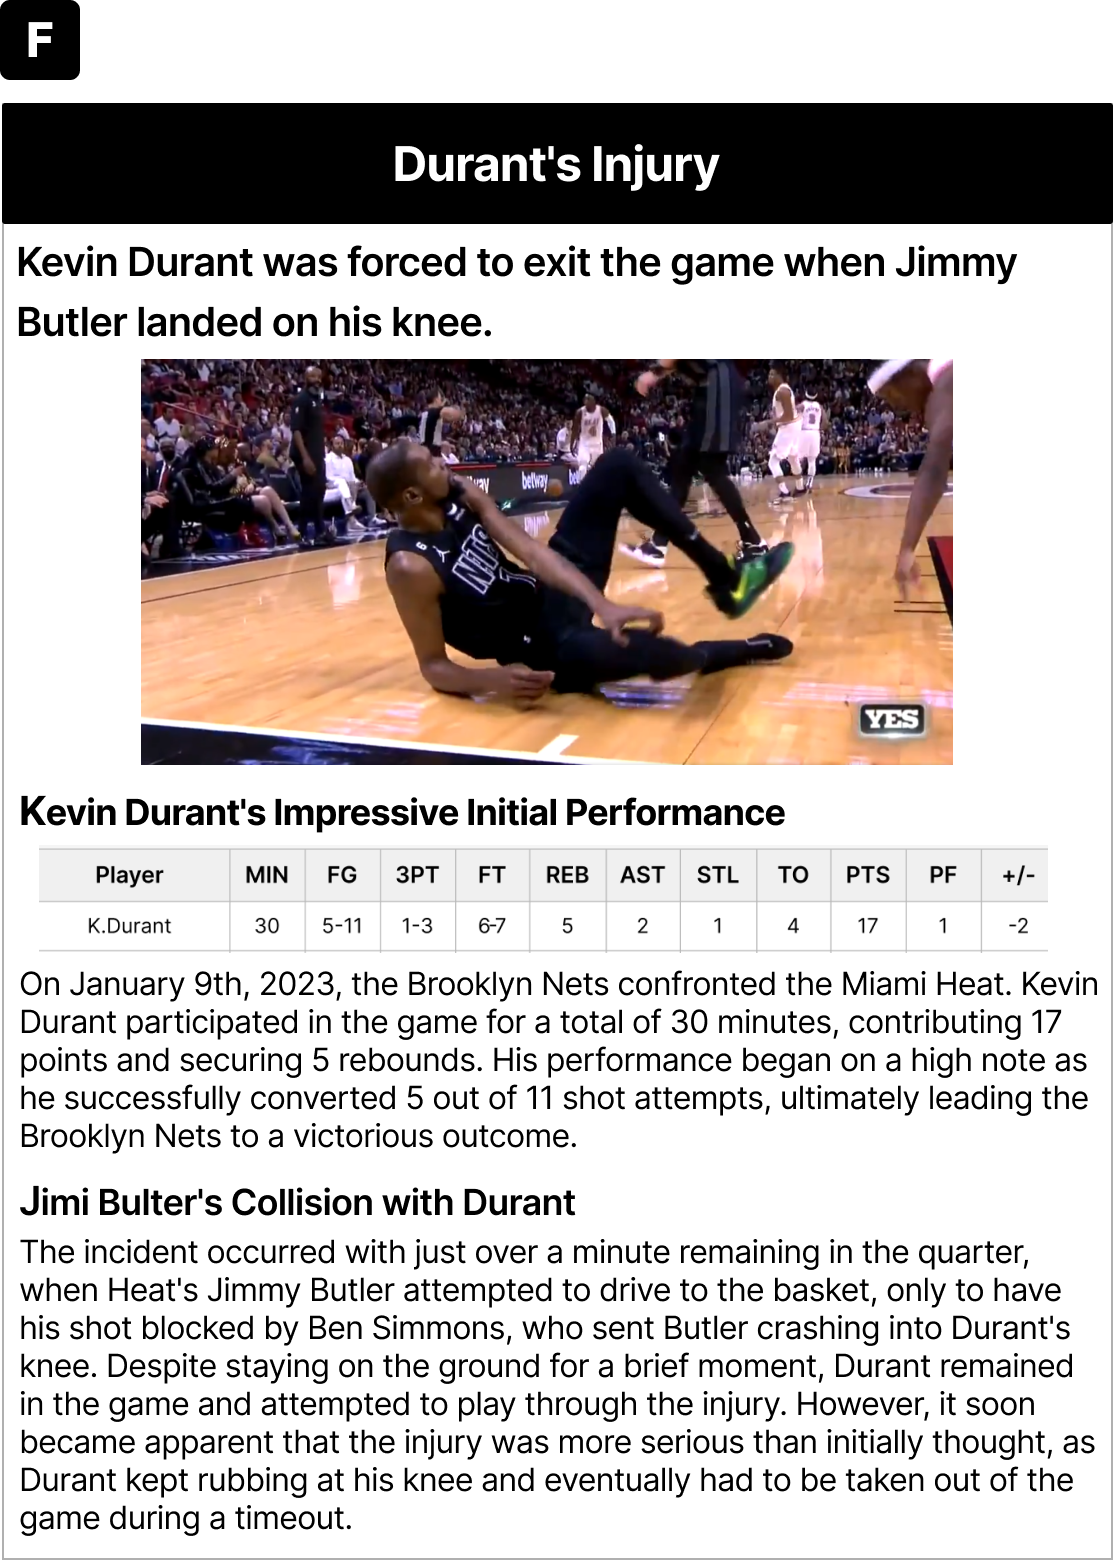 F
Durant's Injury
Kevin Durant was forced to exit the game when Jimmy
Butler landed on his knee.
betway
YES
Kevin Durant's Impressive Initial Performance
Player MIN FG 3PT FT REB AST STL TO PTS PF +/-
K.Durant 30 5-11 1-3 6-7 5 2 1 4 17 1 -2
On January 9th, 2023, the Brooklyn Nets confronted the Miami Heat. Kevin
Durant participated in the game for a total of 30 minutes, contributing 17
points and securing 5 rebounds. His performance began on a high note as
he successfully converted 5 out of 11 shot attempts, ultimately leading the
Brooklyn Nets to a victorious outcome.
Jimi Bulter's Collision with Durant
The incident occurred with just over a minute remaining in the quarter,
when Heat's Jimmy Butler attempted to drive to the basket, only to have
his shot blocked by Ben Simmons, who sent Butler crashing into Durant's
knee. Despite staying on the ground for a brief moment, Durant remained
in the game and attempted to play through the injury. However, it soon
became apparent that the injury was more serious than initially thought, as
Durant kept rubbing at his knee and eventually had to be taken out of the
game during a timeout.